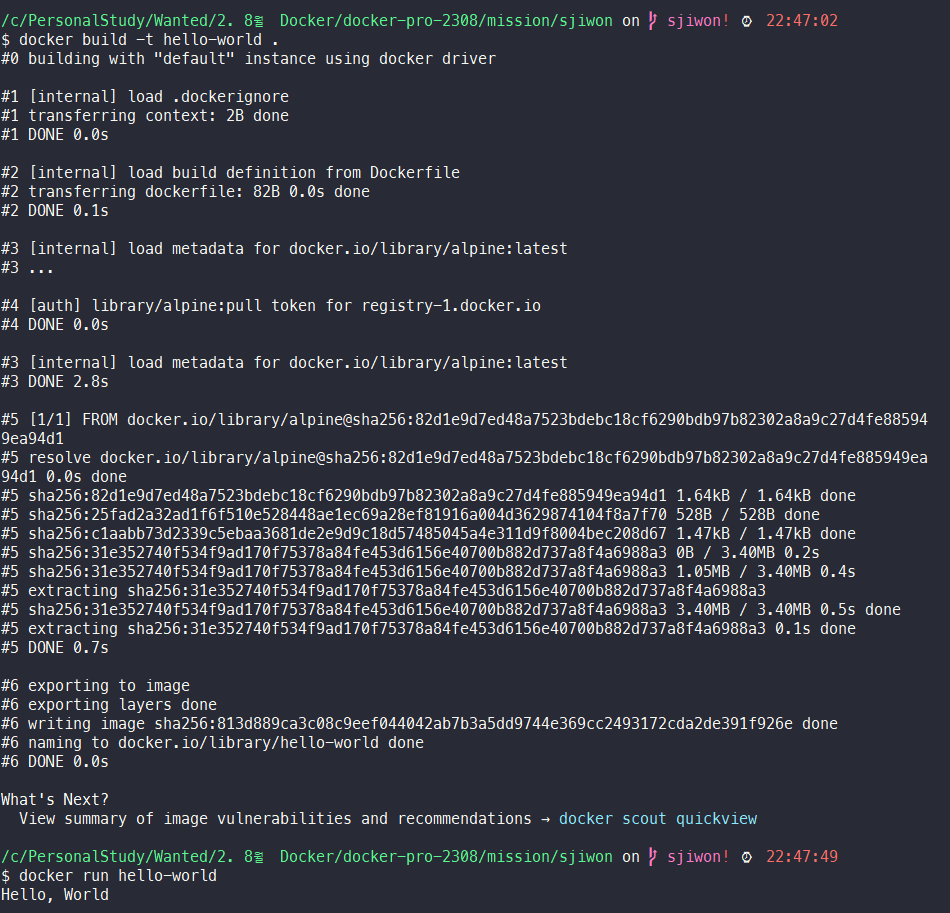 /c/PersonalStudy/Wanted/2. 8월 Docker/docker-pro-2308/mission/sjiwon on sjiwon! 22:47:02
$ docker build -t hello-world .
#0 building with "default" instance using docker driver
#1 [internal] load .dockerignore
#1 transferring context: 2B done
#1 DONE 0.0s
#2 [internal] load build definition from Dockerfile
#2 transferring dockerfile: 82B 0.0s done
#2 DONE 0.1s
#3 [internal] load metadata for docker.io/library/alpine:latest
#3 ...
#4 [auth] library/alpine:pull token for registry-1.docker.io
#4 DONE 0.0s
#3 [internal] load metadata for docker.io/library/alpine:latest
#3 DONE 2.8s
#5 [1/1] FROM docker.io/library/alpine@sha256:82d1e9d7ed48a7523bdebc18cf6290bdb97b82302a8a9c27d4fe88594
9ea94d1
#5 resolve docker.io/library/alpine@sha256:82d1e9d7ed48a7523bdebc18cf6290bdb97b82302a8a9c27d4fe885949ea
94d1 0.0s done
#5 sha256:82d1e9d7ed48a7523bdebc18cf6290bdb97b82302a8a9c27d4fe885949ea94d1 1.64kB / 1.64kB done
#5 sha256:25fad2a32ad1f6f510e528448ae1ec69a28ef81916a004d3629874104f8a7f70 528B / 528B done
#5 sha256:c1aabb73d2339c5ebaa3681de2e9d9c18d57485045a4e311d9f8004bec208d67 1.47kB / 1.47kB done
#5 sha256:31e352740f534f9ad170f75378a84fe453d6156e40700b882d737a8f4a6988a3 0B / 3.40MB 0.2s
#5 sha256:31e352740f534f9ad170f75378a84fe453d6156e40700b882d737a8f4a6988a3 1.05MB / 3.40MB 0.4s
#5 extracting sha256:31e352740f534f9ad170f75378a84fe453d6156e40700b882d737a8f4a6988a3
#5 sha256:31e352740f534f9ad170f75378a84fe453d6156e40700b882d737a8f4a6988a3 3.40MB / 3.40MB 0.5s done
#5 extracting sha256:31e352740f534f9ad170f75378a84fe453d6156e40700b882d737a8f4a6988a3 0.1s done
#5 DONE 0.7s
#6 exporting to image
#6 exporting layers done
#6 writing image sha256:813d889ca3c08c9eef044042ab7b3a5dd9744e369cc2493172cda2de391f926e done
#6 naming to docker.io/library/hello-world done
#6 DONE 0.0s
What's Next?
View summary of image vulnerabilities and recommendations → docker scout quickview
/c/PersonalStudy/Wanted/2. 8월 Docker/docker-pro-2308/mission/sjiwon on sjiwon! 22:47:49
$ docker run hello-world
Hello, World